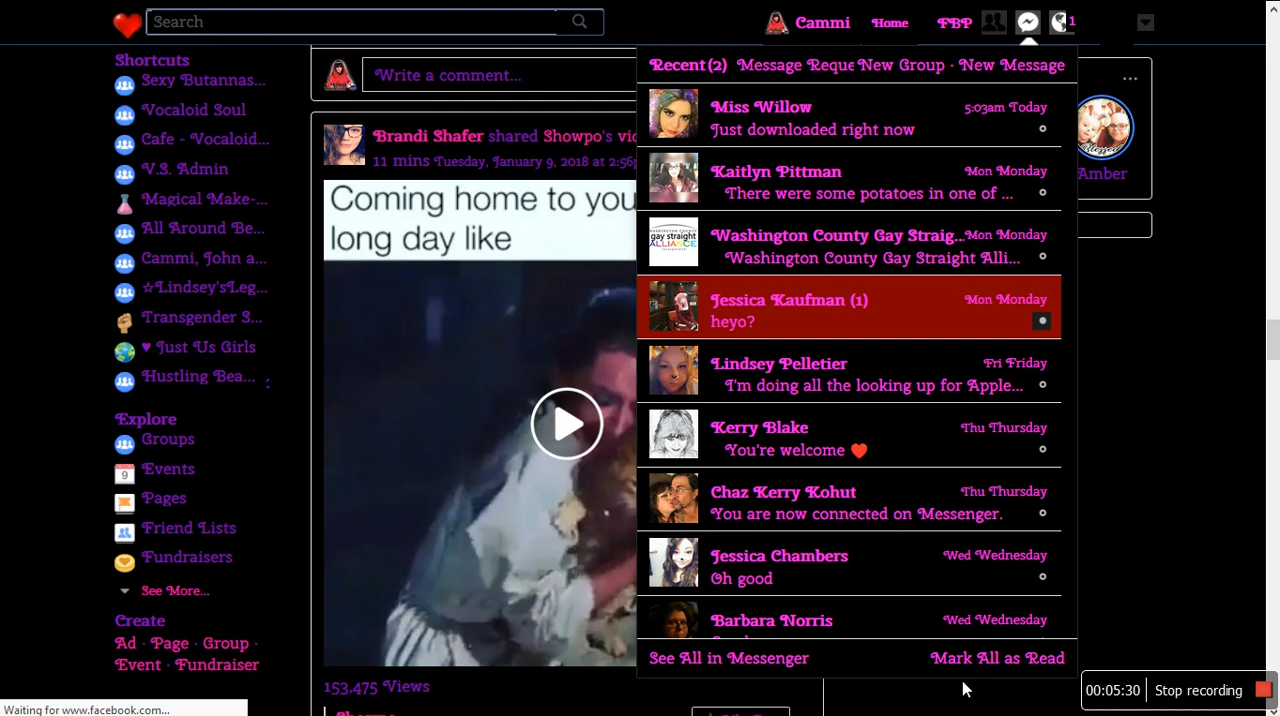 Search
Cammi Home FBP 1
Shortcuts
Sexy Butannas...
Vocaloid Soul
Cafe - Vocaloid...
V.S. Admin
Magical Make-...
All Around Be...
Cammi, John a...
☆Lindsey'sLeg...
Transgender S...
♥ Just Us Girls
Hustling Bea...
Explore
Groups
9 Events
Pages
Friend Lists
Fundraisers
See More...
Create
Ad · Page · Group ·
Event · Fundraiser
Write a comment...
Brandi Shafer shared Showpo's vid
11 mins Tuesday, January 9, 2018 at 2:56p
Coming home to you
long day like
153,475 Views
Recent (2) Message Reque New Group · New Message
Miss Willow 5:03am Today
Just downloaded right now
Kaitlyn Pittman Mon Monday
There were some potatoes in one of ...
gay straight
ALLIANCE
Washington County Gay Straig... Mon Monday
Washington County Gay Straight Alli...
Jessica Kaufman (1) Mon Monday
heyo?
Lindsey Pelletier Fri Friday
I'm doing all the looking up for Apple...
Kerry Blake Thu Thursday
You're welcome ❤
Chaz Kerry Kohut Thu Thursday
You are now connected on Messenger.
Jessica Chambers Wed Wednesday
Oh good
Barbara Norris Wed Wednesday
See All in Messenger Mark All as Read
...
Blessed
Amber
Waiting for www.facebook.com...
00:05:30 Stop recording